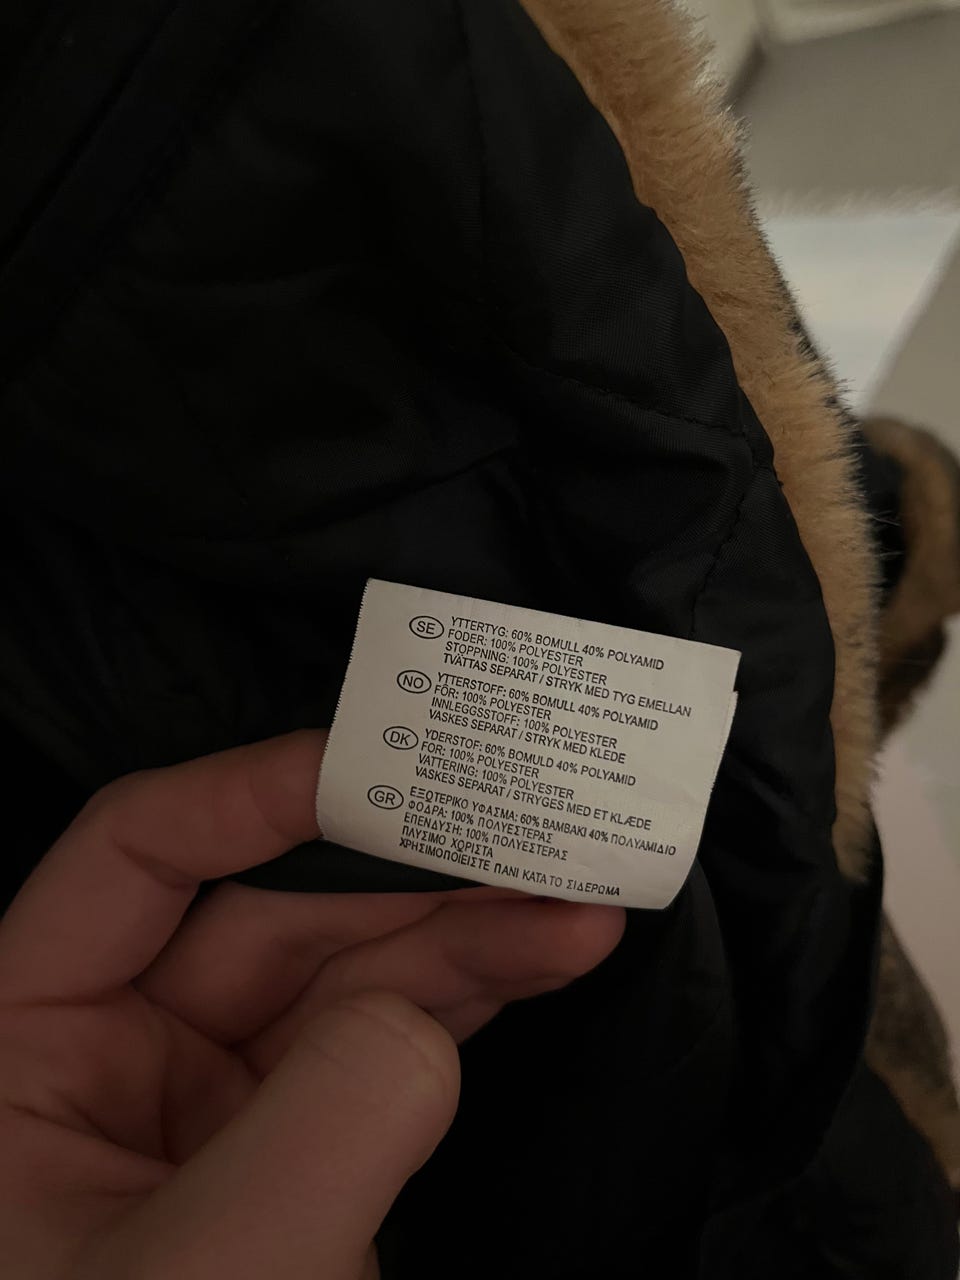 SE YTTERTYG: 60% BOMULL 40% POLYAMID
FODER: 100% POLYESTER
STOPPNING: 100% POLYESTER
TVÄTTAS SEPARAT / STRYK MED TYG EMELLAN
NO YTTERSTOFF: 60% BOMULL 40% POLYAMID
FÔR: 100% POLYESTER
INNLEGGSSTOFF: 100% POLYESTER
VASKES SEPARAT / STRYK MED KLEDE
DK YDERSTOF: 60% BOMULD 40% POLYAMID
FOR: 100% POLYESTER
VATTERING: 100% POLYESTER
VASKES SEPARAT / STRYGES MED ET KLÆDE
GR ΕΞΩΤΕΡΙΚΟ ΥΦΑΣΜΑ: 60% ΒΑΜΒΑΚΙ 40% ΠΟΛΥΑΜΙΔΙΟ
ΦΟΔΡΑ: 100% ΠΟΛΥΕΣΤΕΡΑΣ
ΕΠΕΝΔΥΣΗ: 100% ΠΟΛΥΕΣΤΕΡΑΣ
ΠΛΥΣΙΜΟ ΧΩΡΙΣΤΑ
ΧΡΗΣΙΜΟΠΟΙΕΙΣΤΕ ΠΑΝΙ ΚΑΤΑ ΤΟ ΣΙΔΕΡΩΜΑ